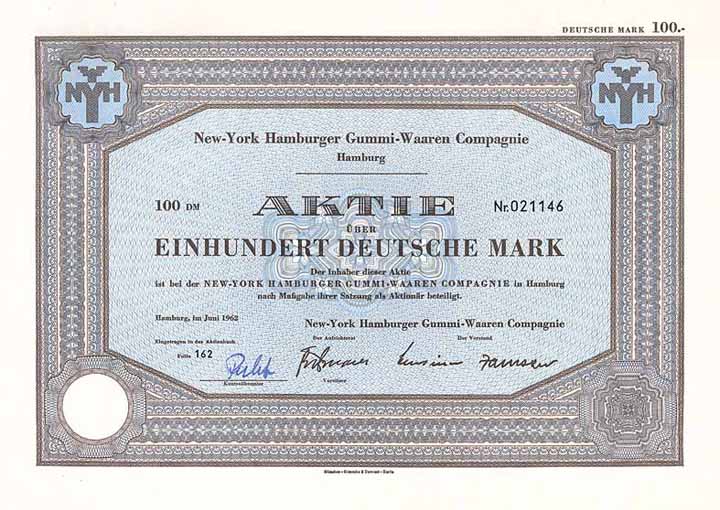 DEUTSCHE MARK 100.-
NYH NYH
New-York Hamburger Gummi-Waaren Compagnie
Hamburg
100 DM AKTIE Nr. 021146
ÜBER
EINHUNDERT DEUTSCHE MARK
Der Inhaber dieser Aktie
ist bei der NEW-YORK HAMBURGER GUMMI-WAAREN COMPAGNIE in Hamburg
nach Maßgabe ihrer Satzung als Aktionär beteiligt.
Hamburg, im Juni 1962 New-York Hamburger Gummi-Waaren Compagnie
Eingetragen in das Aktienbuch Der Aufsichtsrat Der Vorstand
Folio 162
Kontrollbeamter Vorsitzer